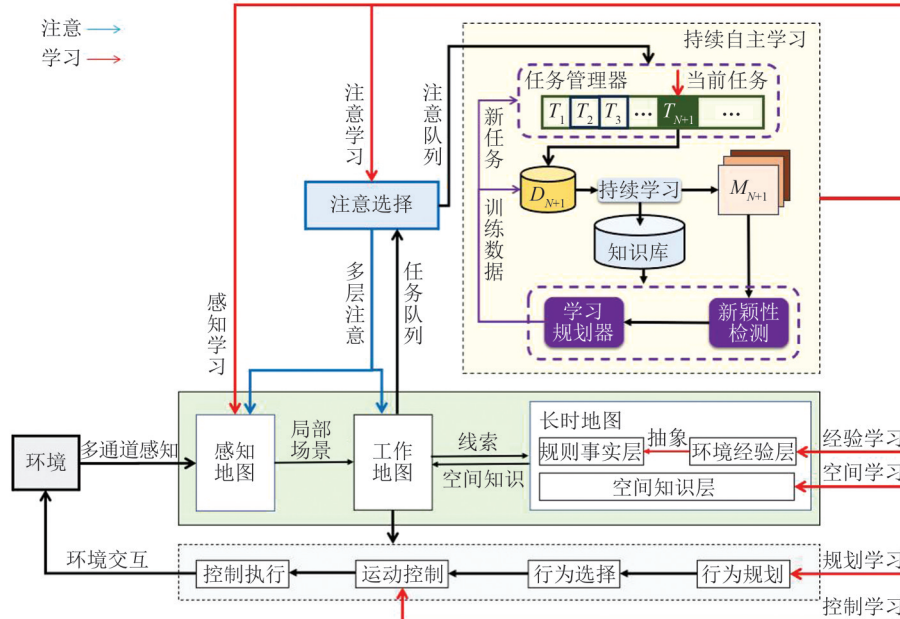 注意
学习
持续自主学习
任务管理器
当前任务
T1 T2 T3 ... TN+1 ...
注意学习
注意队列
新任务
DN+1
持续学习
MN+1
训练数据
知识库
注意选择
感知学习
多层注意
任务队列
学习
规划器
新颖性
检测
环境
多通道感知
感知
地图
局部
场景
工作
地图
线索
空间知识
长时地图
规则事实层
抽象
环境经验层
空间知识层
经验学习
空间学习
环境交互
控制执行
运动控制
行为选择
行为规划
规划学习
控制学习